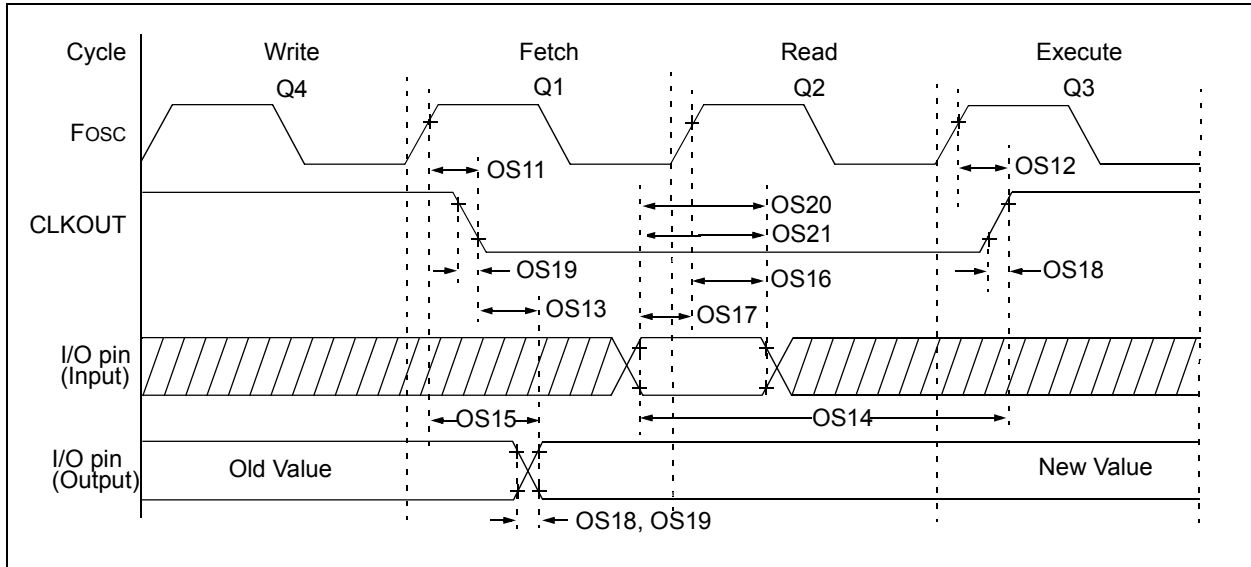 Cycle Write Fetch Read Execute
Q4 Q1 Q2 Q3
FOSC
OS11 OS12
OS20
CLKOUT
OS21
OS19 OS16 OS18
OS13 OS17
I/O pin
(Input)
OS15 OS14
I/O pin
(Output)
Old Value New Value
OS18, OS19